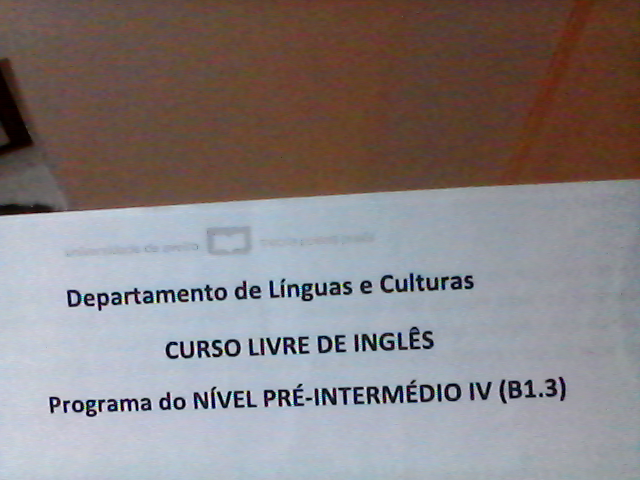 universidade de aveiro
Departamento de Línguas e Culturas
CURSO LIVRE DE INGLÊS
Programa do NÍVEL PRÉ-INTERMÉDIO IV (B1.3)